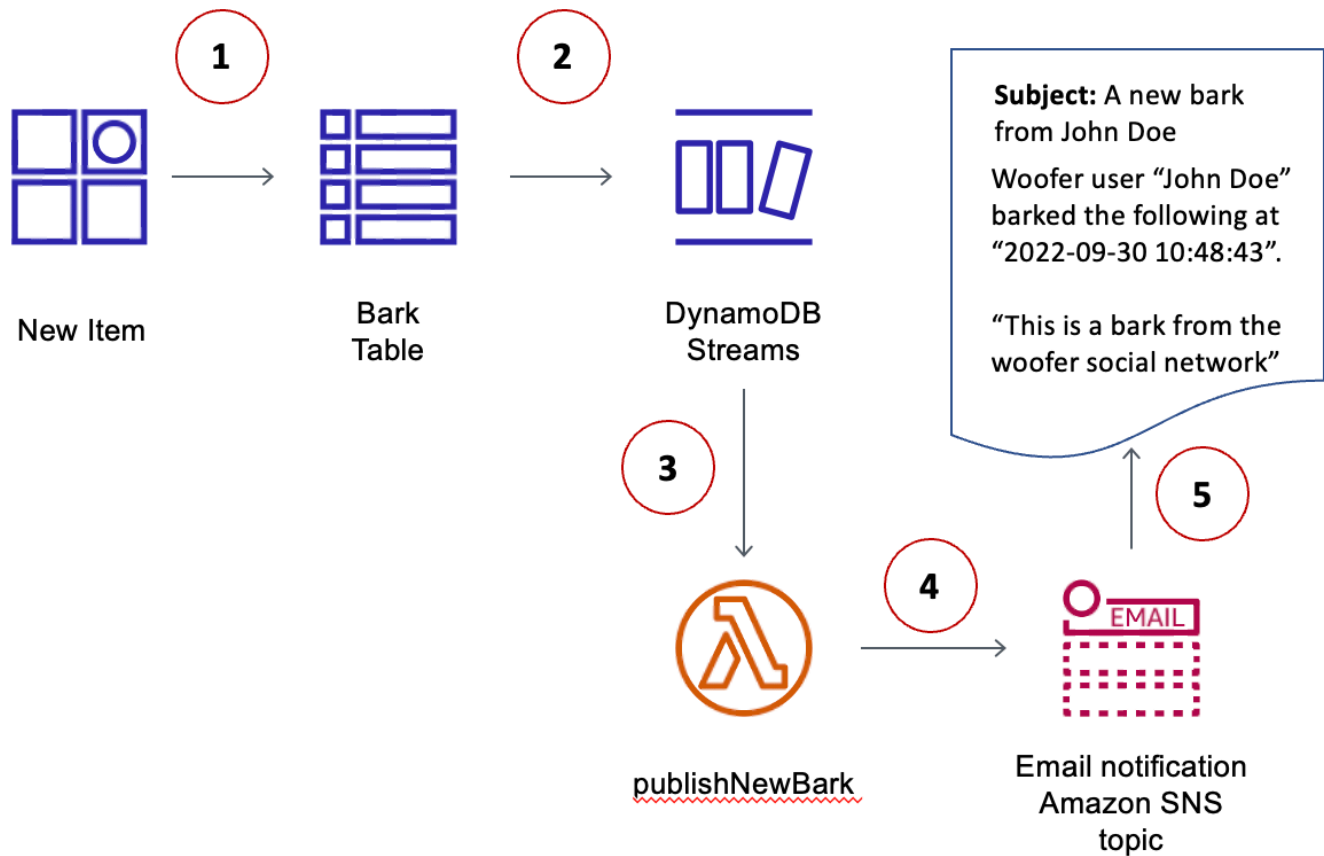 1
2
New Item
Bark
Table
DynamoDB
Streams
Subject: A new bark
from John Doe
Woofer user “John Doe”
barked the following at
“2022-09-30 10:48:43”.
“This is a bark from the
woofer social network”
3
4
5
publishNewBark
EMAIL
Email notification
Amazon SNS
topic